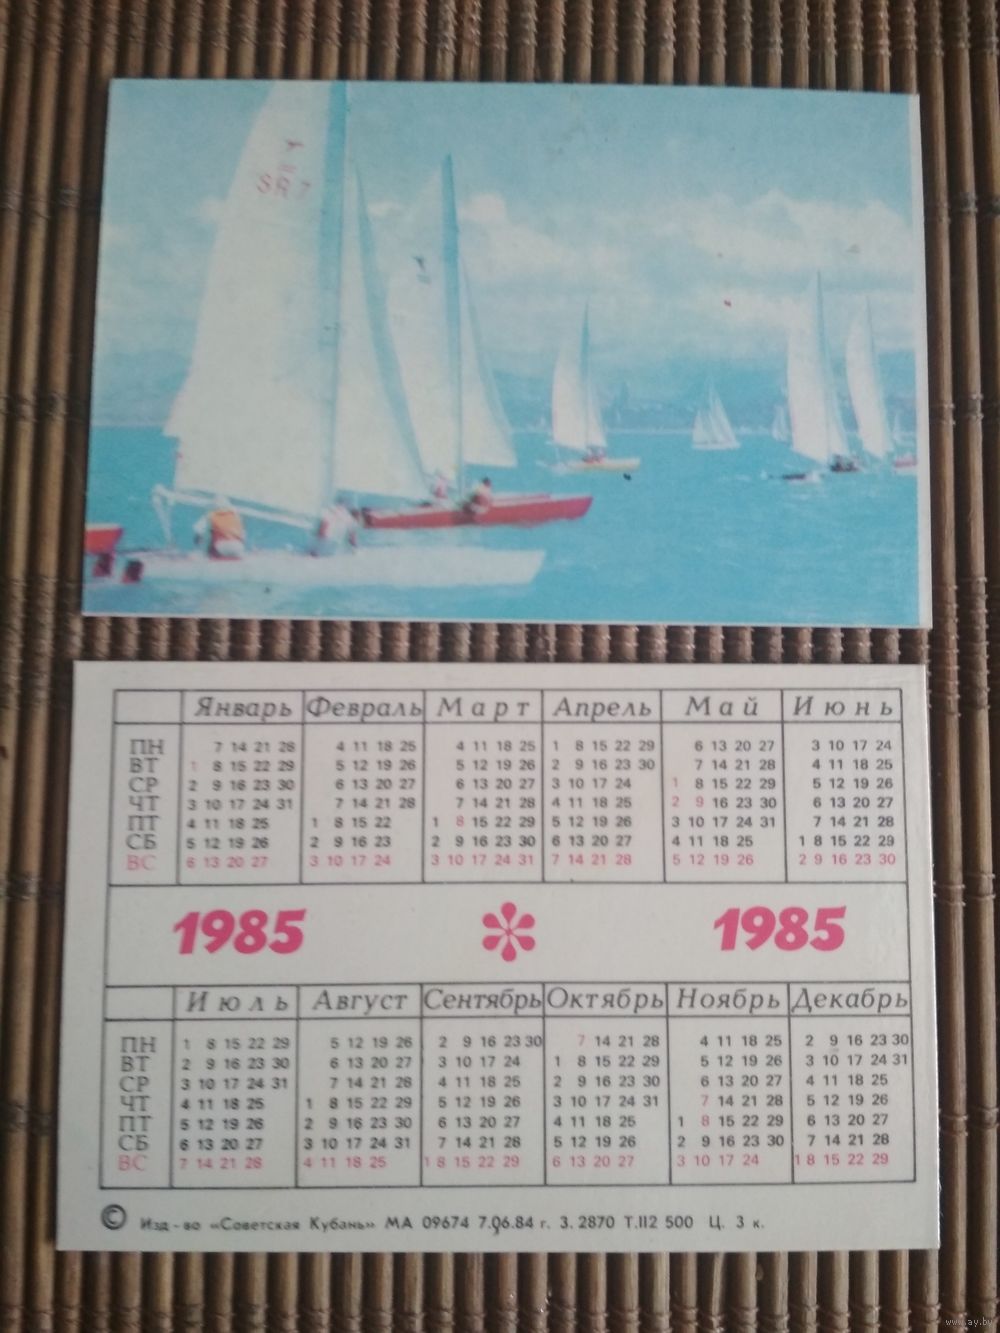 SR 7
Январь Февраль Март Апрель Май Июнь
ПН 7 14 21 28 4 11 18 25 4 11 18 25 1 8 15 22 29 6 13 20 27 3 10 17 24
ВТ 1 8 15 22 29 5 12 19 26 5 12 19 26 2 9 16 23 30 7 14 21 28 4 11 18 25
СР 2 9 16 23 30 6 13 20 27 6 13 20 27 3 10 17 24 1 8 15 22 29 5 12 19 26
ЧТ 3 10 17 24 31 7 14 21 28 7 14 21 28 4 11 18 25 2 9 16 23 30 6 13 20 27
ПТ 4 11 18 25 1 8 15 22 1 8 15 22 29 5 12 19 26 3 10 17 24 31 7 14 21 28
СБ 5 12 19 26 2 9 16 23 2 9 16 23 30 6 13 20 27 4 11 18 25 1 8 15 22 29
ВС 6 13 20 27 3 10 17 24 3 10 17 24 31 7 14 21 28 5 12 19 26 2 9 16 23 30
1985 1985
Июль Август Сентябрь Октябрь Ноябрь Декабрь
ПН 1 8 15 22 29 5 12 19 26 2 9 16 23 30 7 14 21 28 4 11 18 25 2 9 16 23 30
ВТ 2 9 16 23 30 6 13 20 27 3 10 17 24 1 8 15 22 29 5 12 19 26 3 10 17 24 31
СР 3 10 17 24 31 7 14 21 28 4 11 18 25 2 9 16 23 30 6 13 20 27 4 11 18 25
ЧТ 4 11 18 25 1 8 15 22 29 5 12 19 26 3 10 17 24 31 7 14 21 28 5 12 19 26
ПТ 5 12 19 26 2 9 16 23 30 6 13 20 27 4 11 18 25 1 8 15 22 29 6 13 20 27
СБ 6 13 20 27 3 10 17 24 31 7 14 21 28 5 12 19 26 2 9 16 23 30 7 14 21 28
ВС 7 14 21 28 4 11 18 25 1 8 15 22 29 6 13 20 27 3 10 17 24 1 8 15 22 29
© Изд-во «Советская Кубань» МА 09674 7.06.84 г. З. 2870 Т.112 500 Ц. 3 к.
www.ay.by